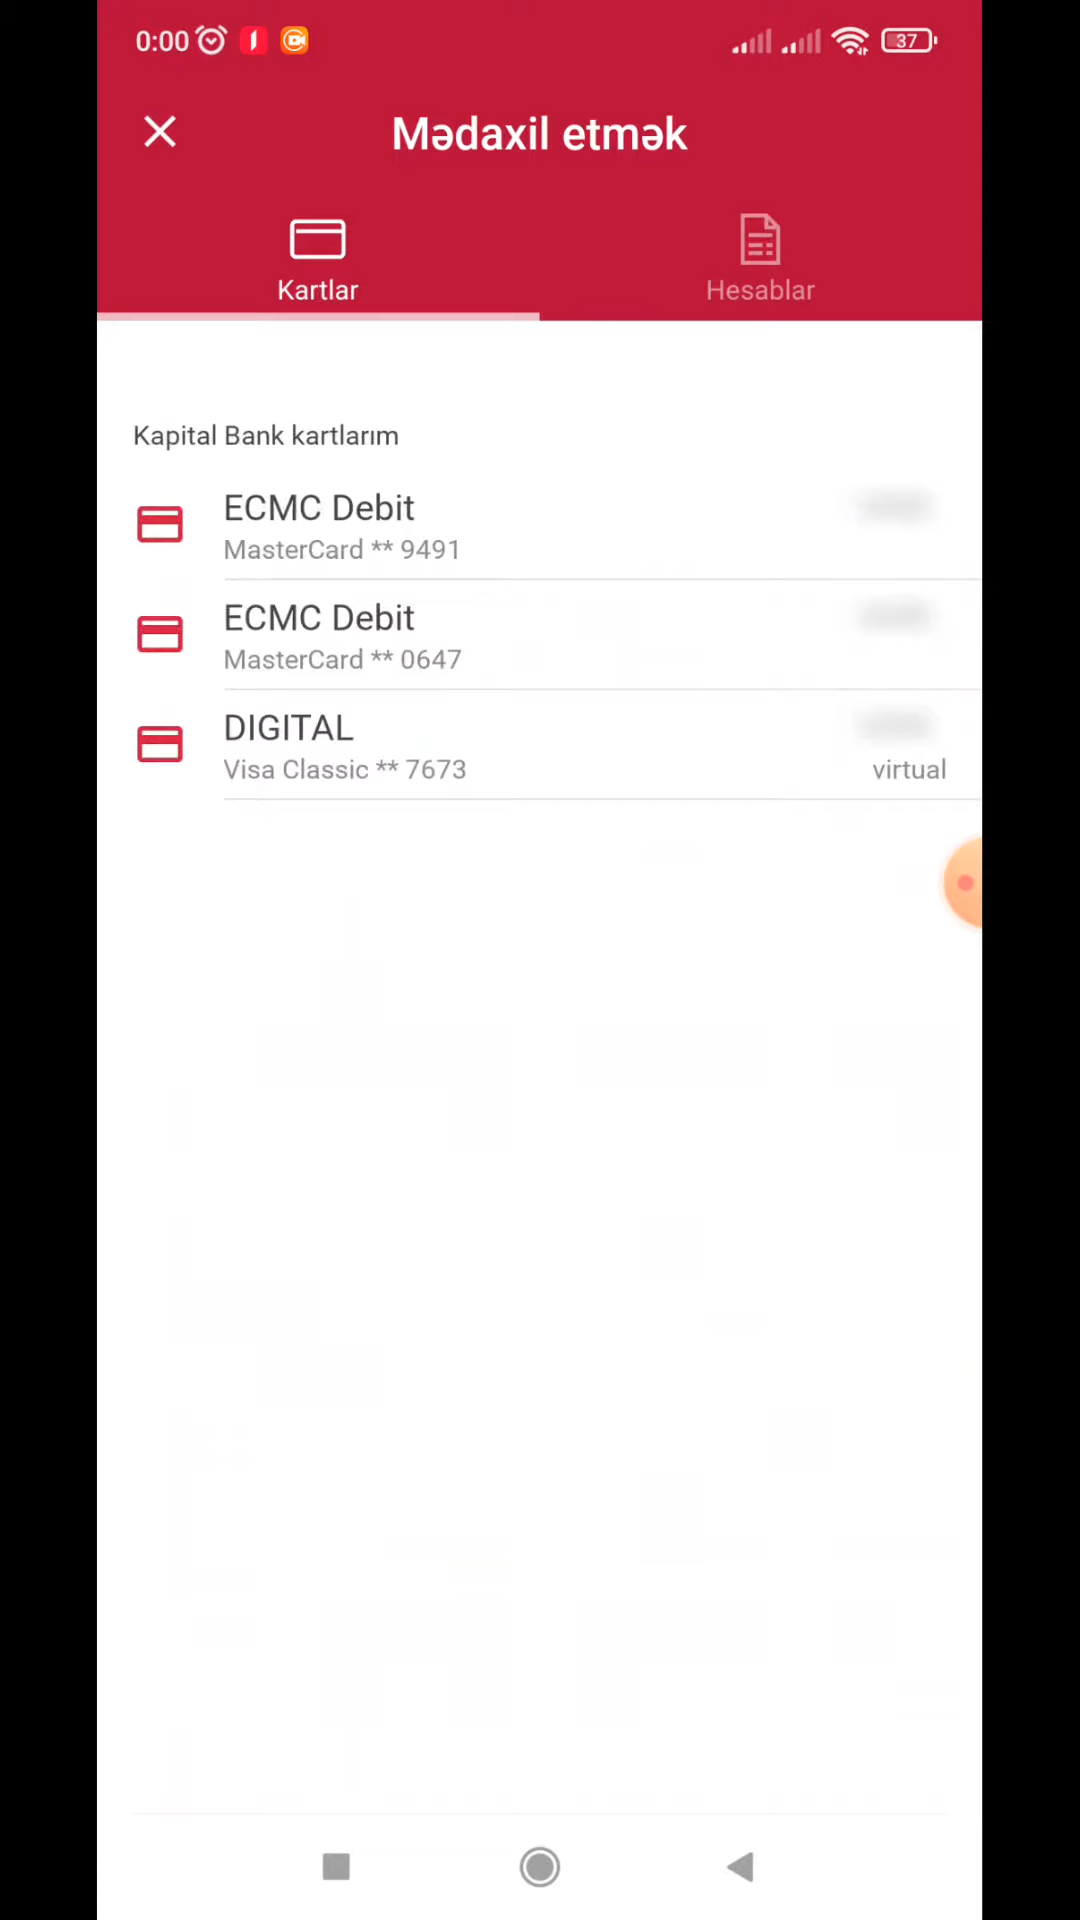 0:00
37
Mədaxil etmək
Kartlar
Hesablar
Kapital Bank kartlarım
ECMC Debit
MasterCard ** 9491
ECMC Debit
MasterCard ** 0647
DIGITAL
Visa Classic ** 7673
virtual